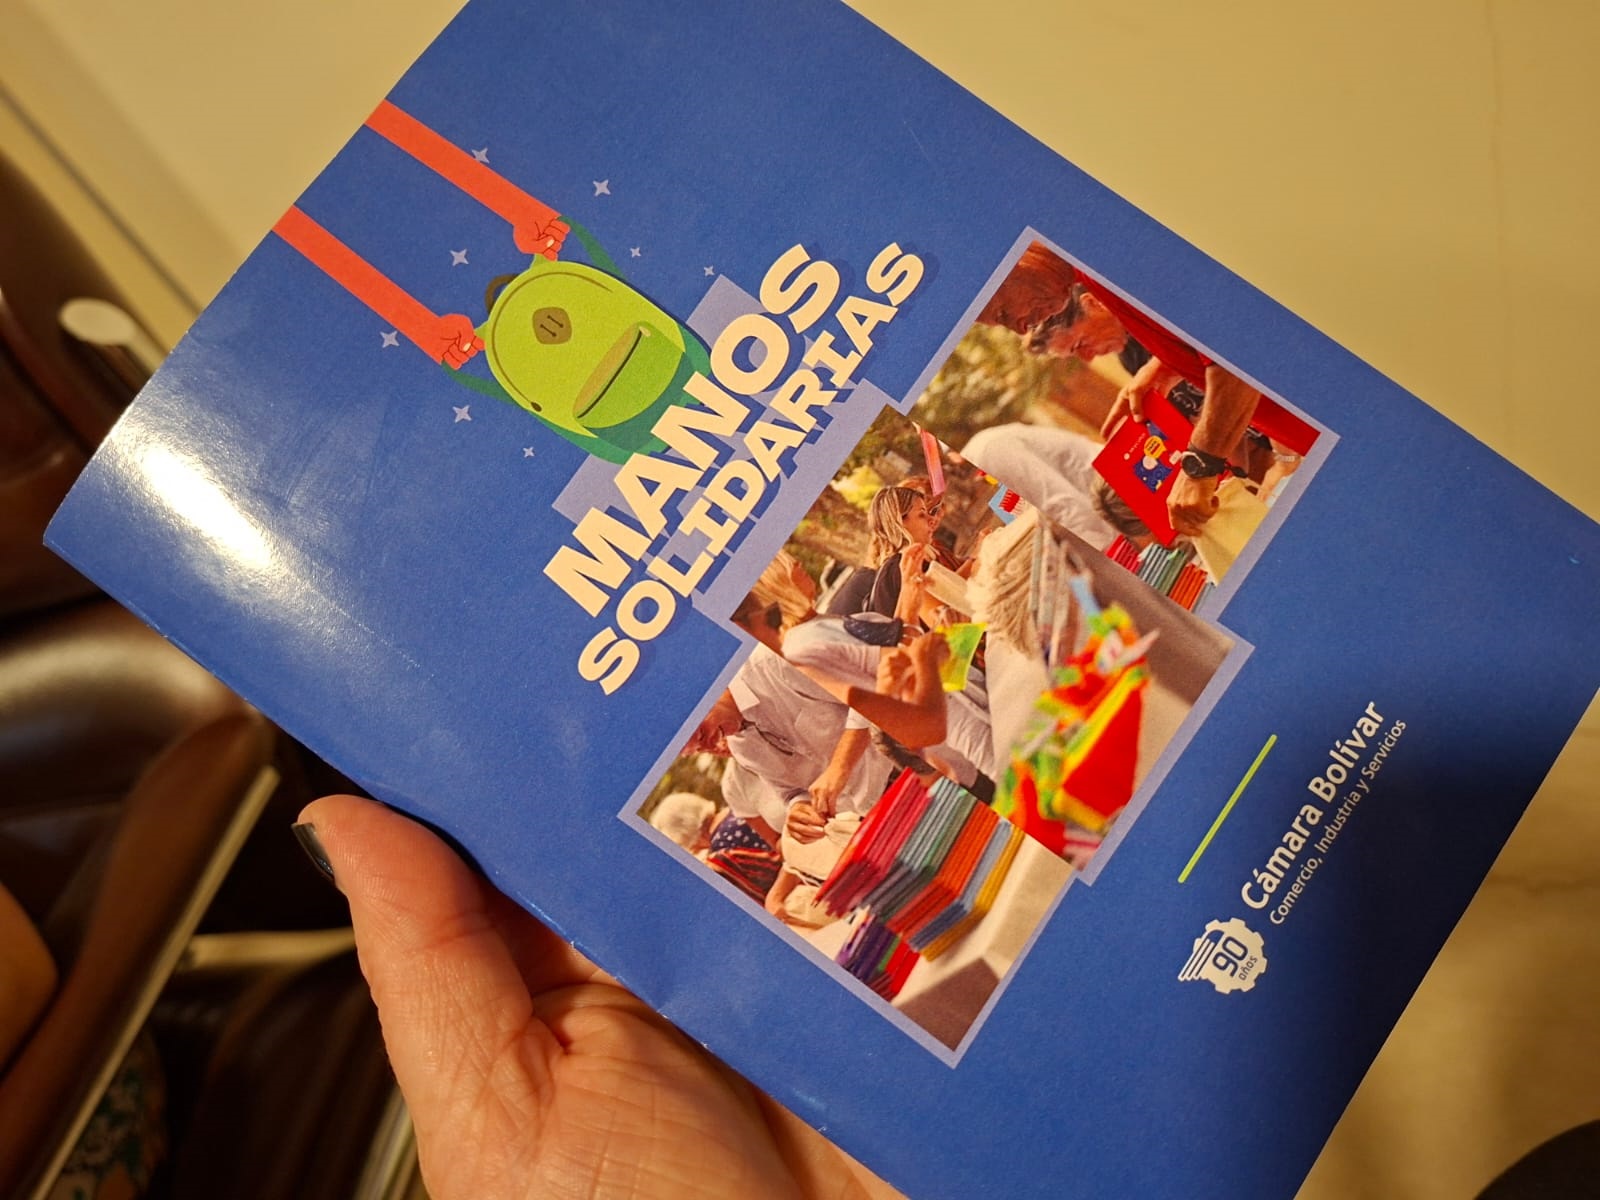 MANOS
SOLIDARIAS
90
años
Cámara Bolívar
Comercio, Industria y Servicios